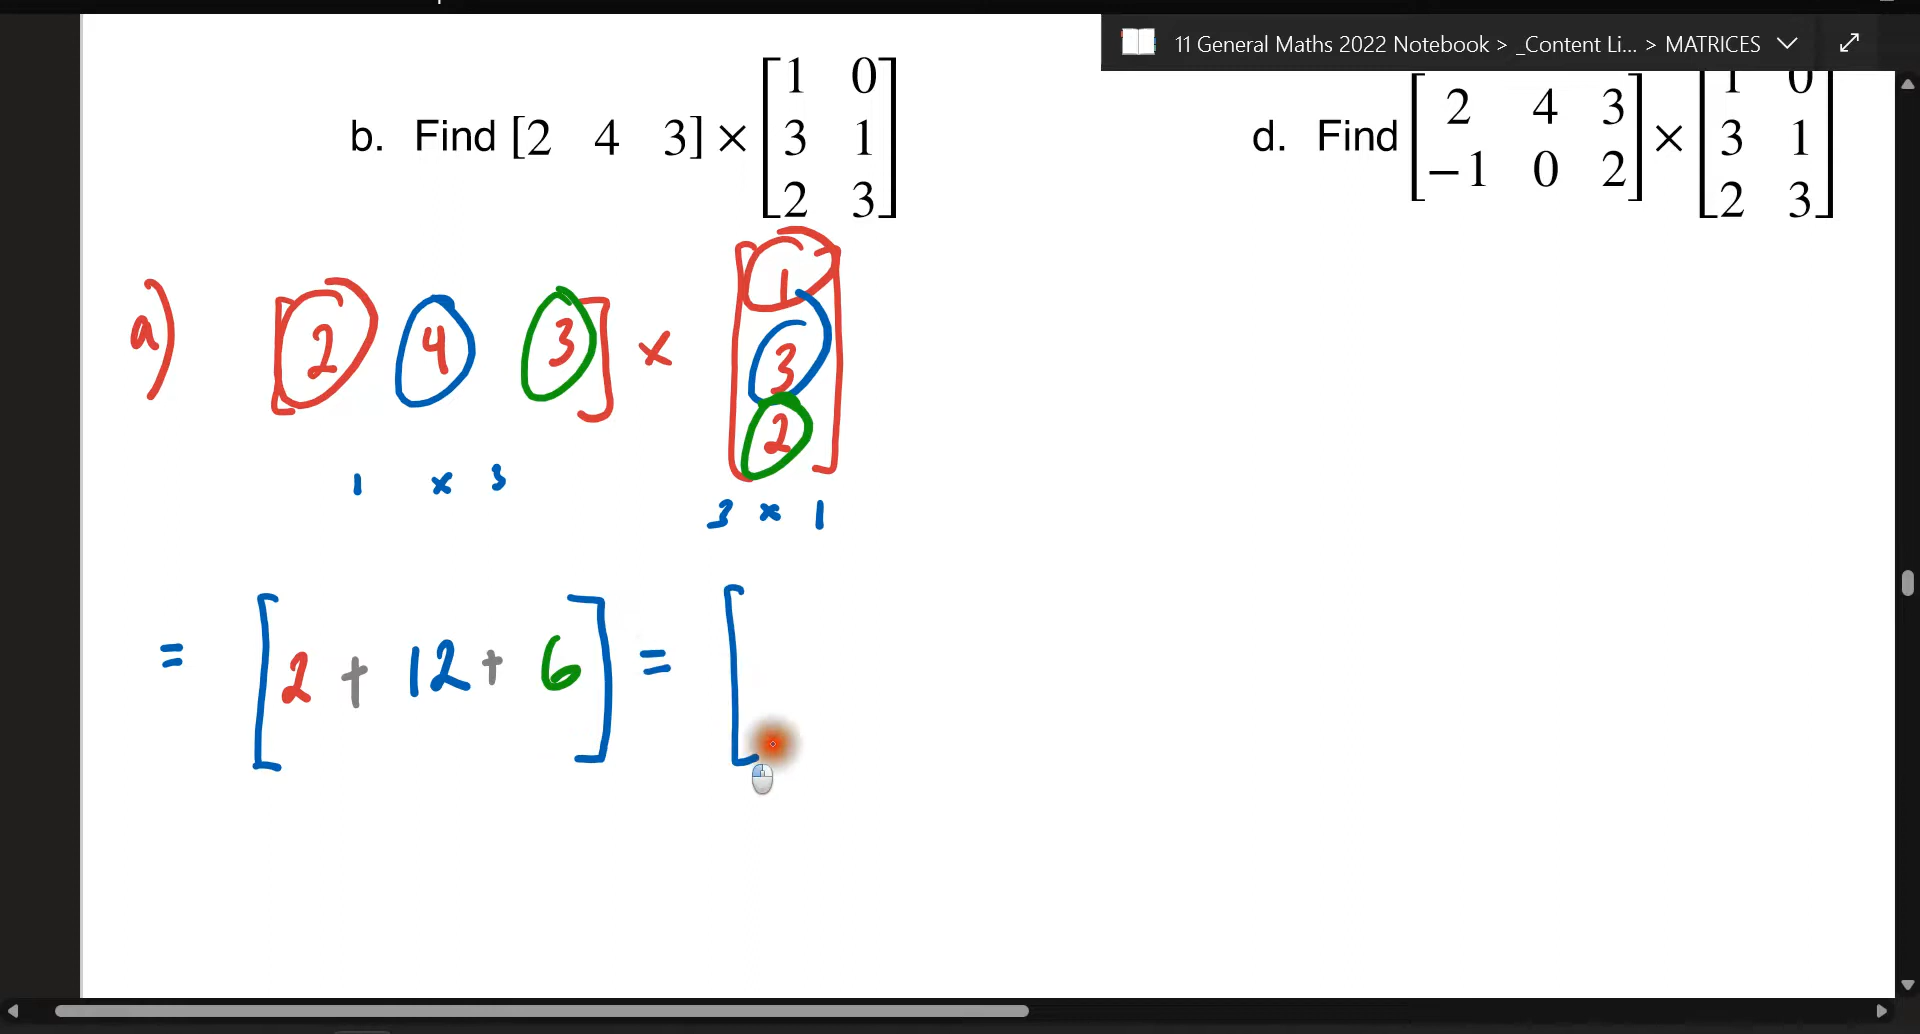 11 General Maths 2022 Notebook > _Content Li... > MATRICES
b. Find [2 4 3] × [1 0
3 1
2 3]
d. Find [2 4 3
-1 0 2] × [1 0
3 1
2 3]
a) [2 4 3] × [1
3
2]
1 × 3
3 × 1
= [2 + 12 + 6] = [